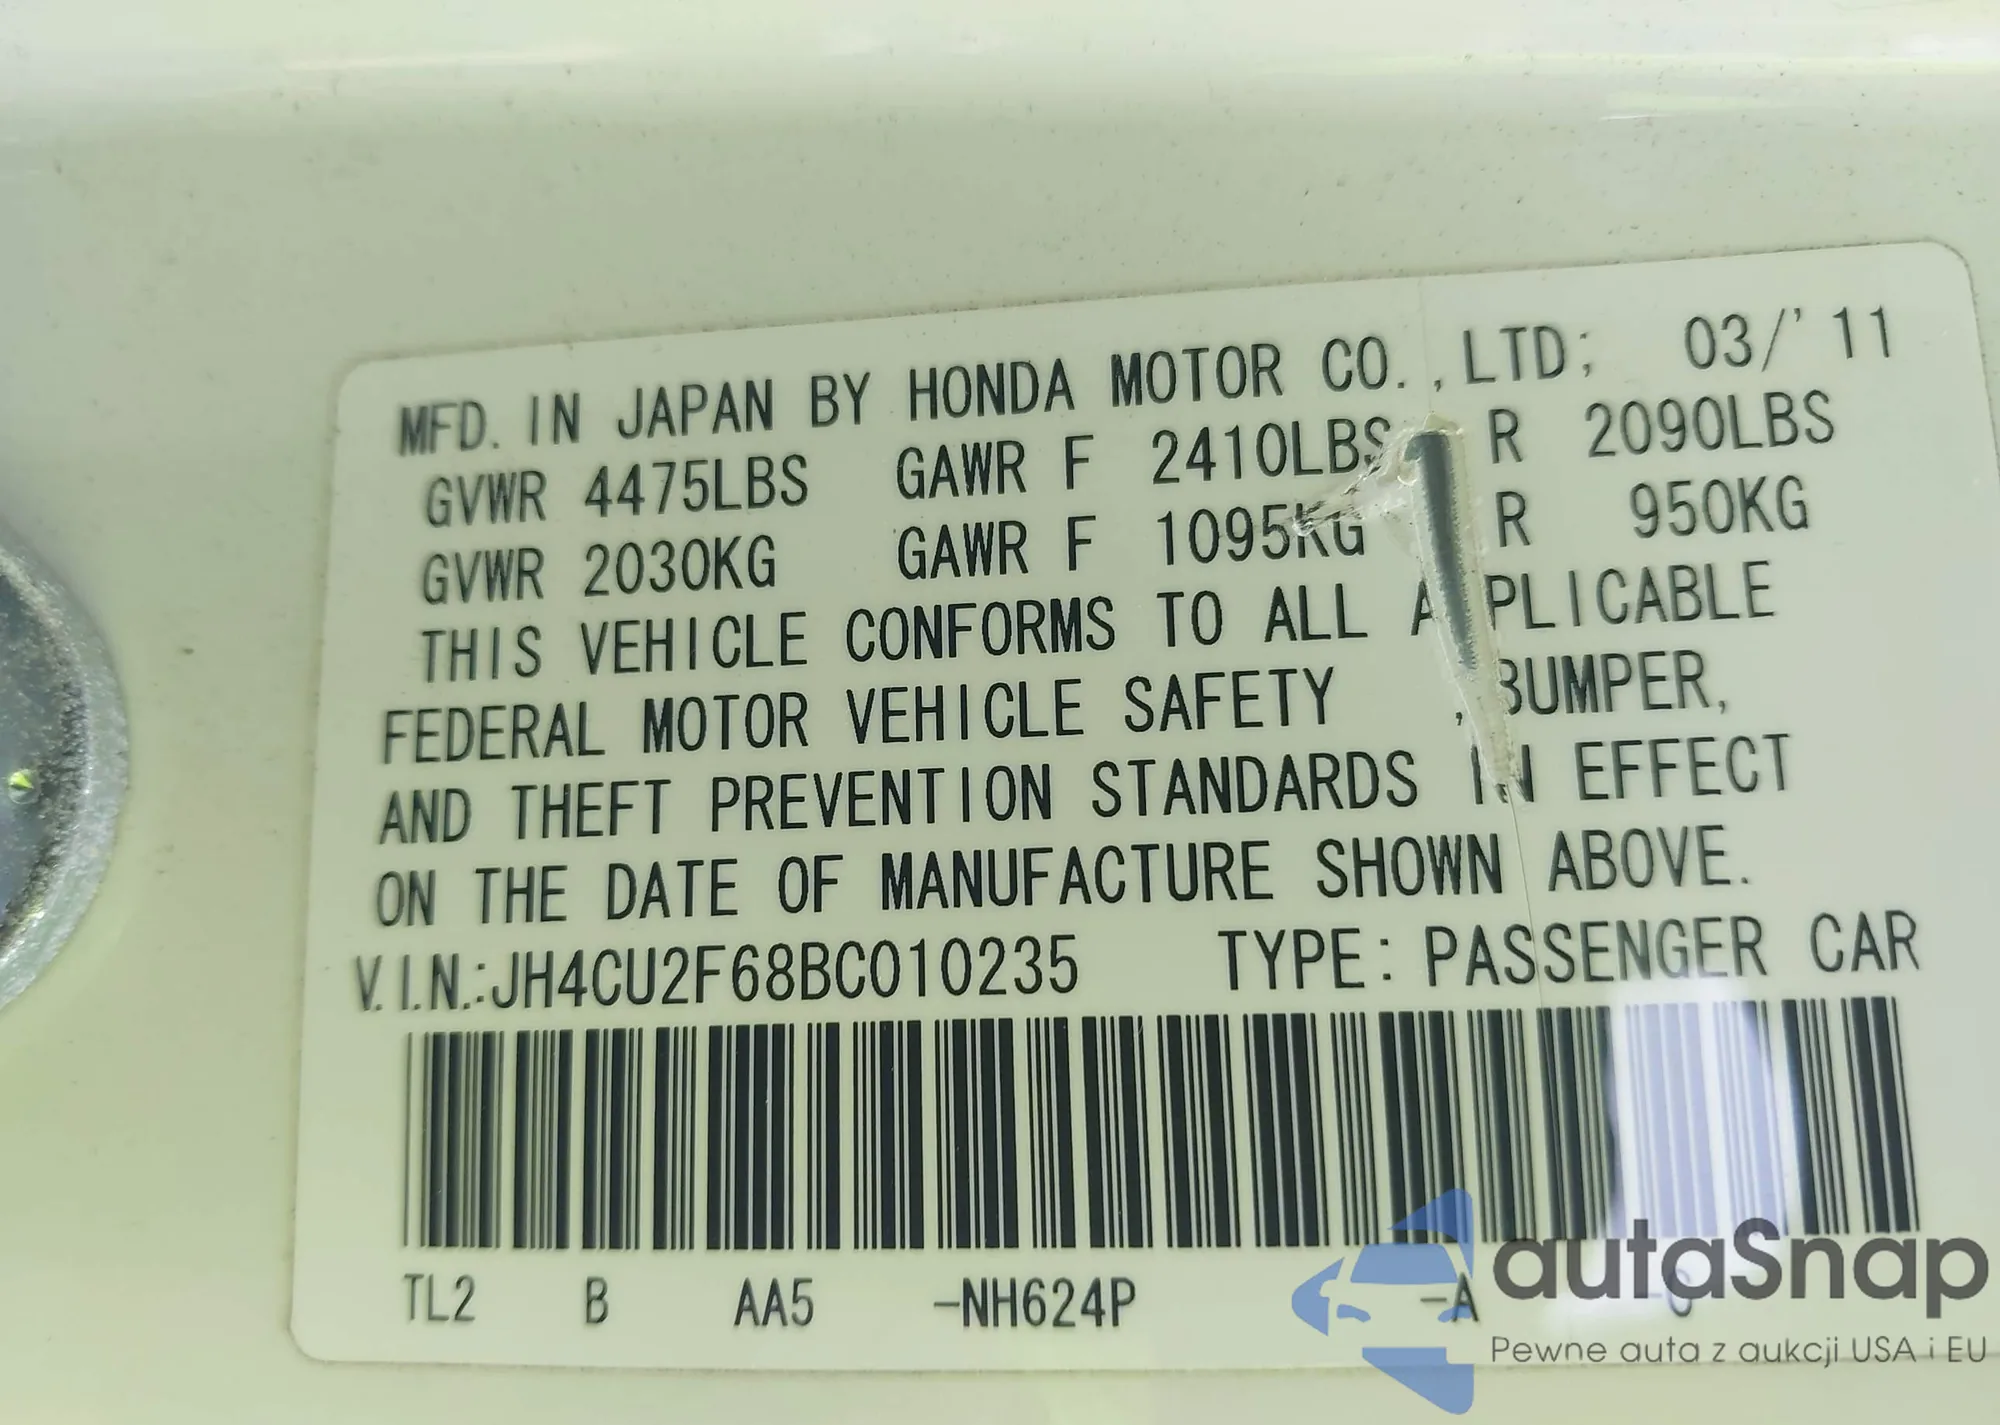 MFD. IN JAPAN BY HONDA MOTOR CO.,LTD; 03/'11
GVWR 4475LBS GAWR F 2410LBS R 2090LBS
GVWR 2030KG GAWR F 1095KG R 950KG
THIS VEHICLE CONFORMS TO ALL APPLICABLE
FEDERAL MOTOR VEHICLE SAFETY , BUMPER,
AND THEFT PREVENTION STANDARDS IN EFFECT
ON THE DATE OF MANUFACTURE SHOWN ABOVE.
V.I.N.:JH4CU2F68BC010235 TYPE: PASSENGER CAR
TL2 B AA5 -NH624P -A -C
autaSnap
Pewne auta z aukcji USA i EU